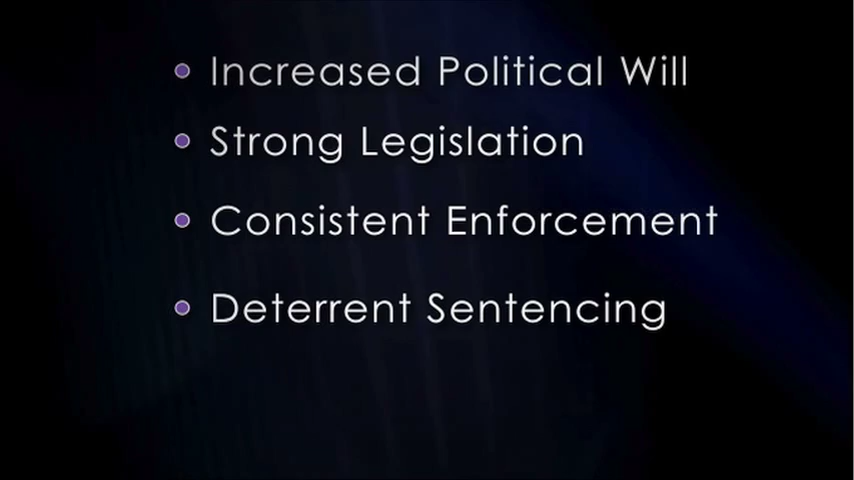 • Increased Political Will
• Strong Legislation
• Consistent Enforcement
• Deterrent Sentencing